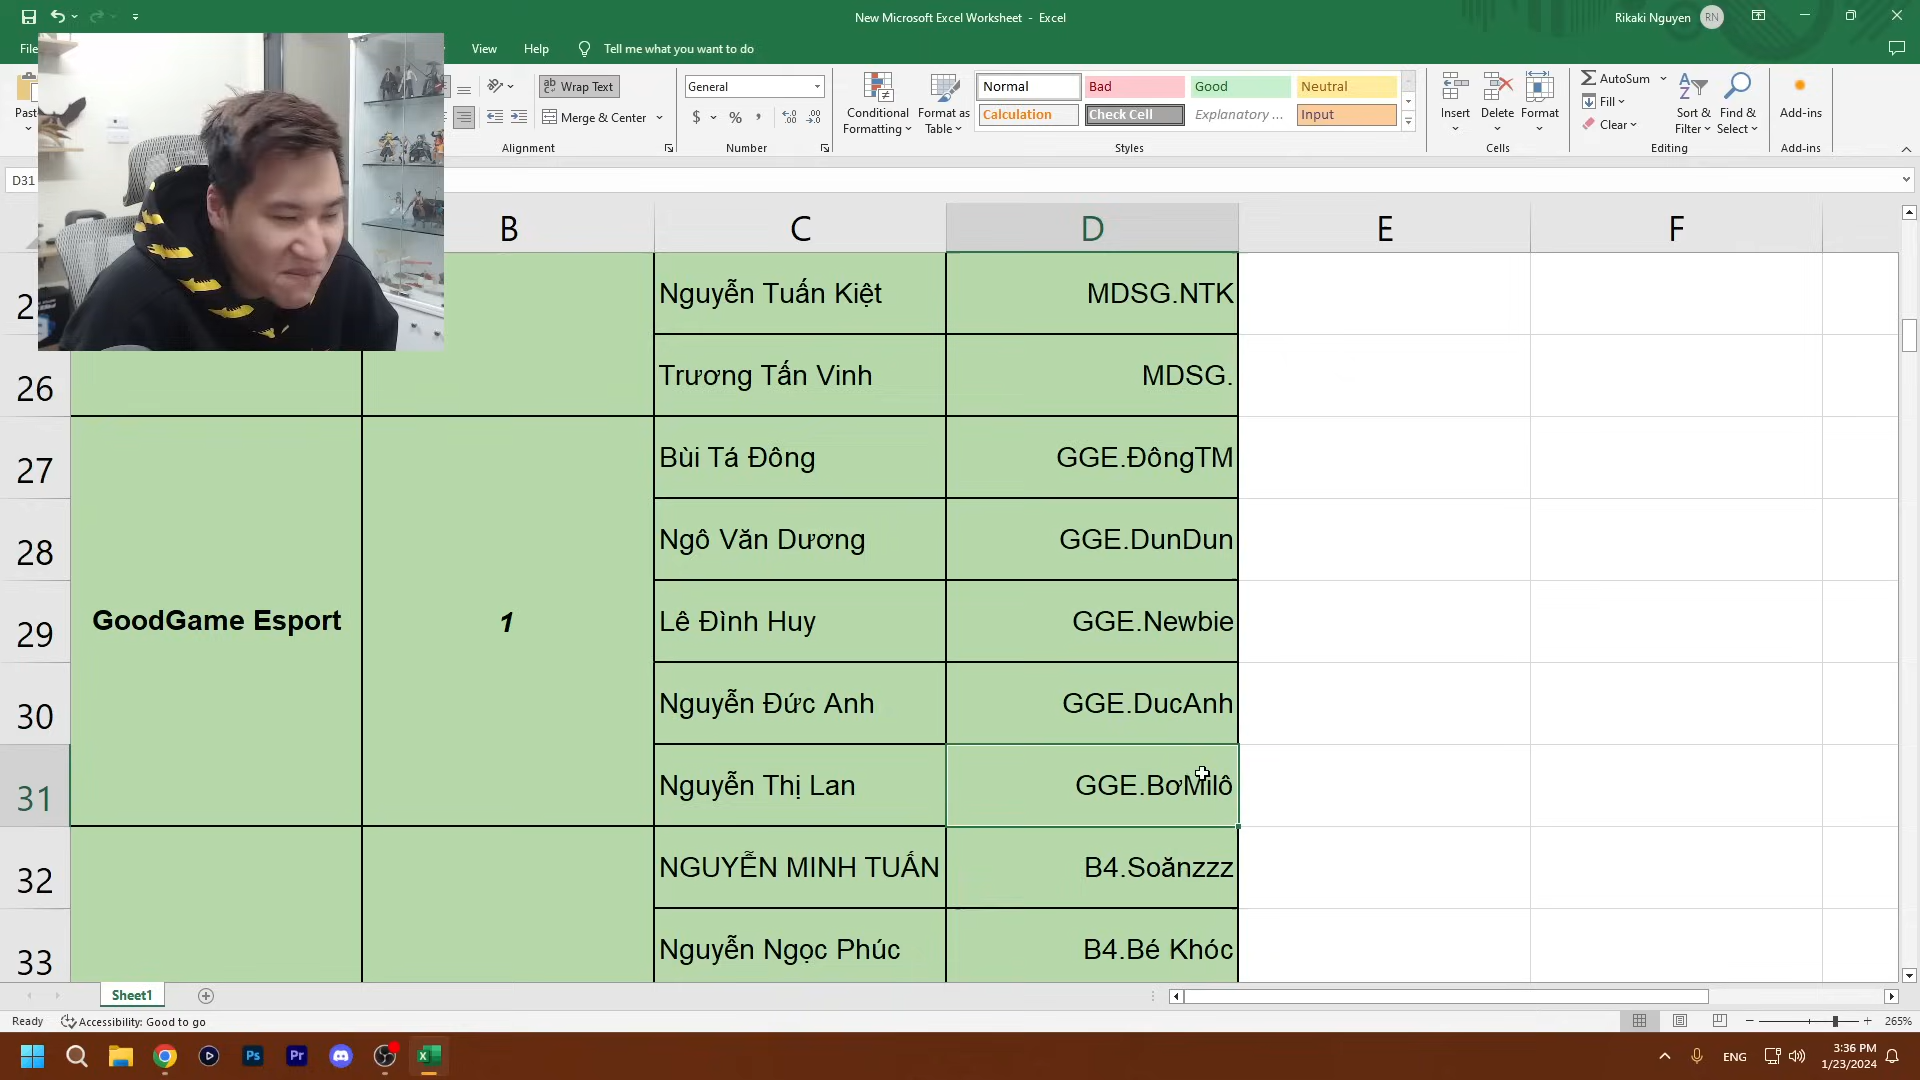 New Microsoft Excel Worksheet - Excel
Rikaki Nguyen RN
View Help Tell me what you want to do
Wrap Text
Merge & Center
Alignment
General
$ % ,
Number
Conditional Formatting
Format as Table
Normal Bad Good Neutral
Calculation Check Cell Explanatory ... Input
Styles
Insert Delete Format
Cells
AutoSum
Fill
Clear
Sort & Filter
Find & Select
Editing
Add-ins
Add-ins
D31
B C D E F
Nguyễn Tuấn Kiệt MDSG.NTK
26 Trương Tấn Vinh MDSG.
27 Bùi Tá Đông GGE.ĐôngTM
28 Ngô Văn Dương GGE.DunDun
29 GoodGame Esport 1 Lê Đình Huy GGE.Newbie
30 Nguyễn Đức Anh GGE.DucAnh
31 Nguyễn Thị Lan GGE.BơMilô
32 NGUYỄN MINH TUẤN B4.Soănzzz
33 Nguyễn Ngọc Phúc B4.Bé Khóc
Sheet1
Ready Accessibility: Good to go 265%
Ps Pr ENG 3:36 PM
1/23/2024